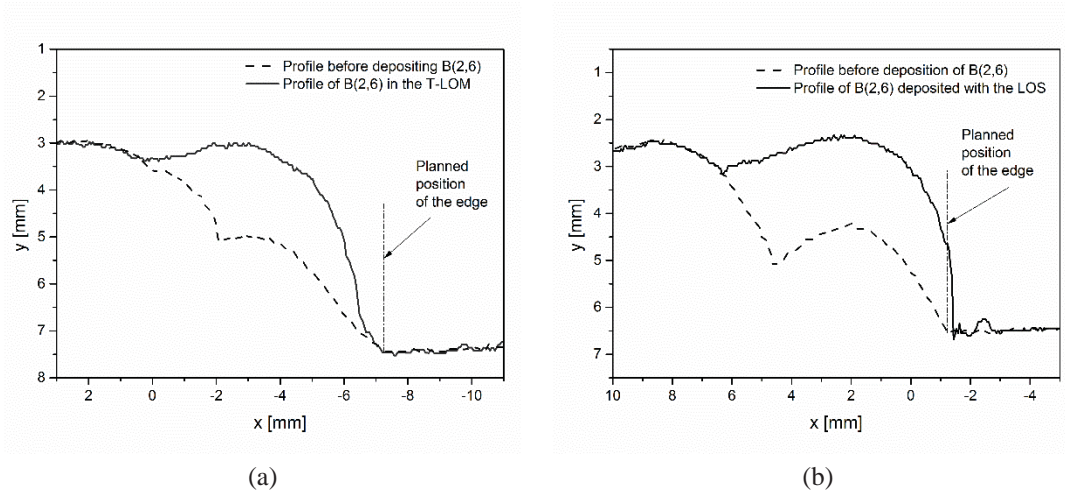 1
2
3
4
5
6
7
8
2
0
-2
-4
-6
-8
-10
y [mm]
x [mm]
Profile before depositing B(2,6)
Profile of B(2,6) in the T-LOM
Planned
position
of the edge
(a)
1
2
3
4
5
6
7
10
8
6
4
2
0
-2
-4
y [mm]
x [mm]
Profile before deposition of B(2,6)
Profile of B(2,6) deposited with the LOS
Planned
position
of the edge
(b)